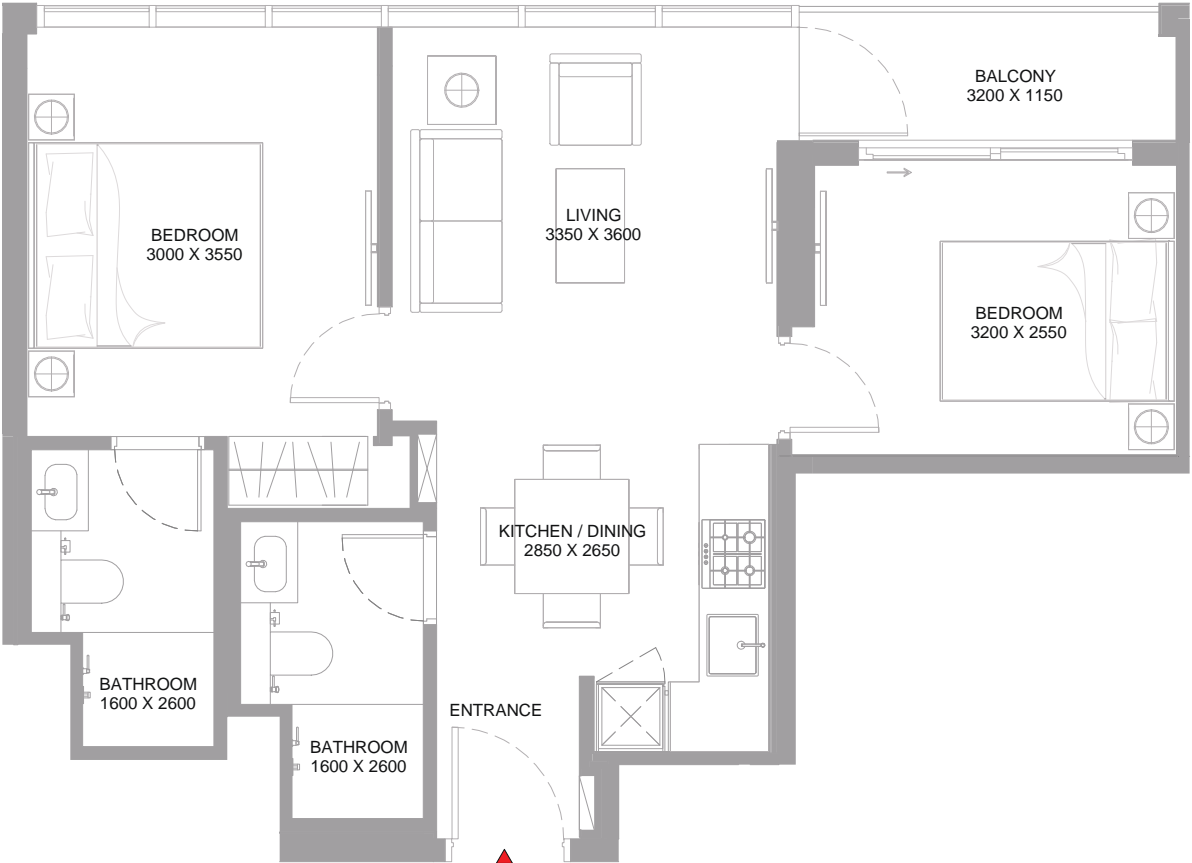 BALCONY
3200 X 1150
BEDROOM
3000 X 3550
LIVING
3350 X 3600
BEDROOM
3200 X 2550
KITCHEN / DINING
2850 X 2650
BATHROOM
1600 X 2600
ENTRANCE
BATHROOM
1600 X 2600